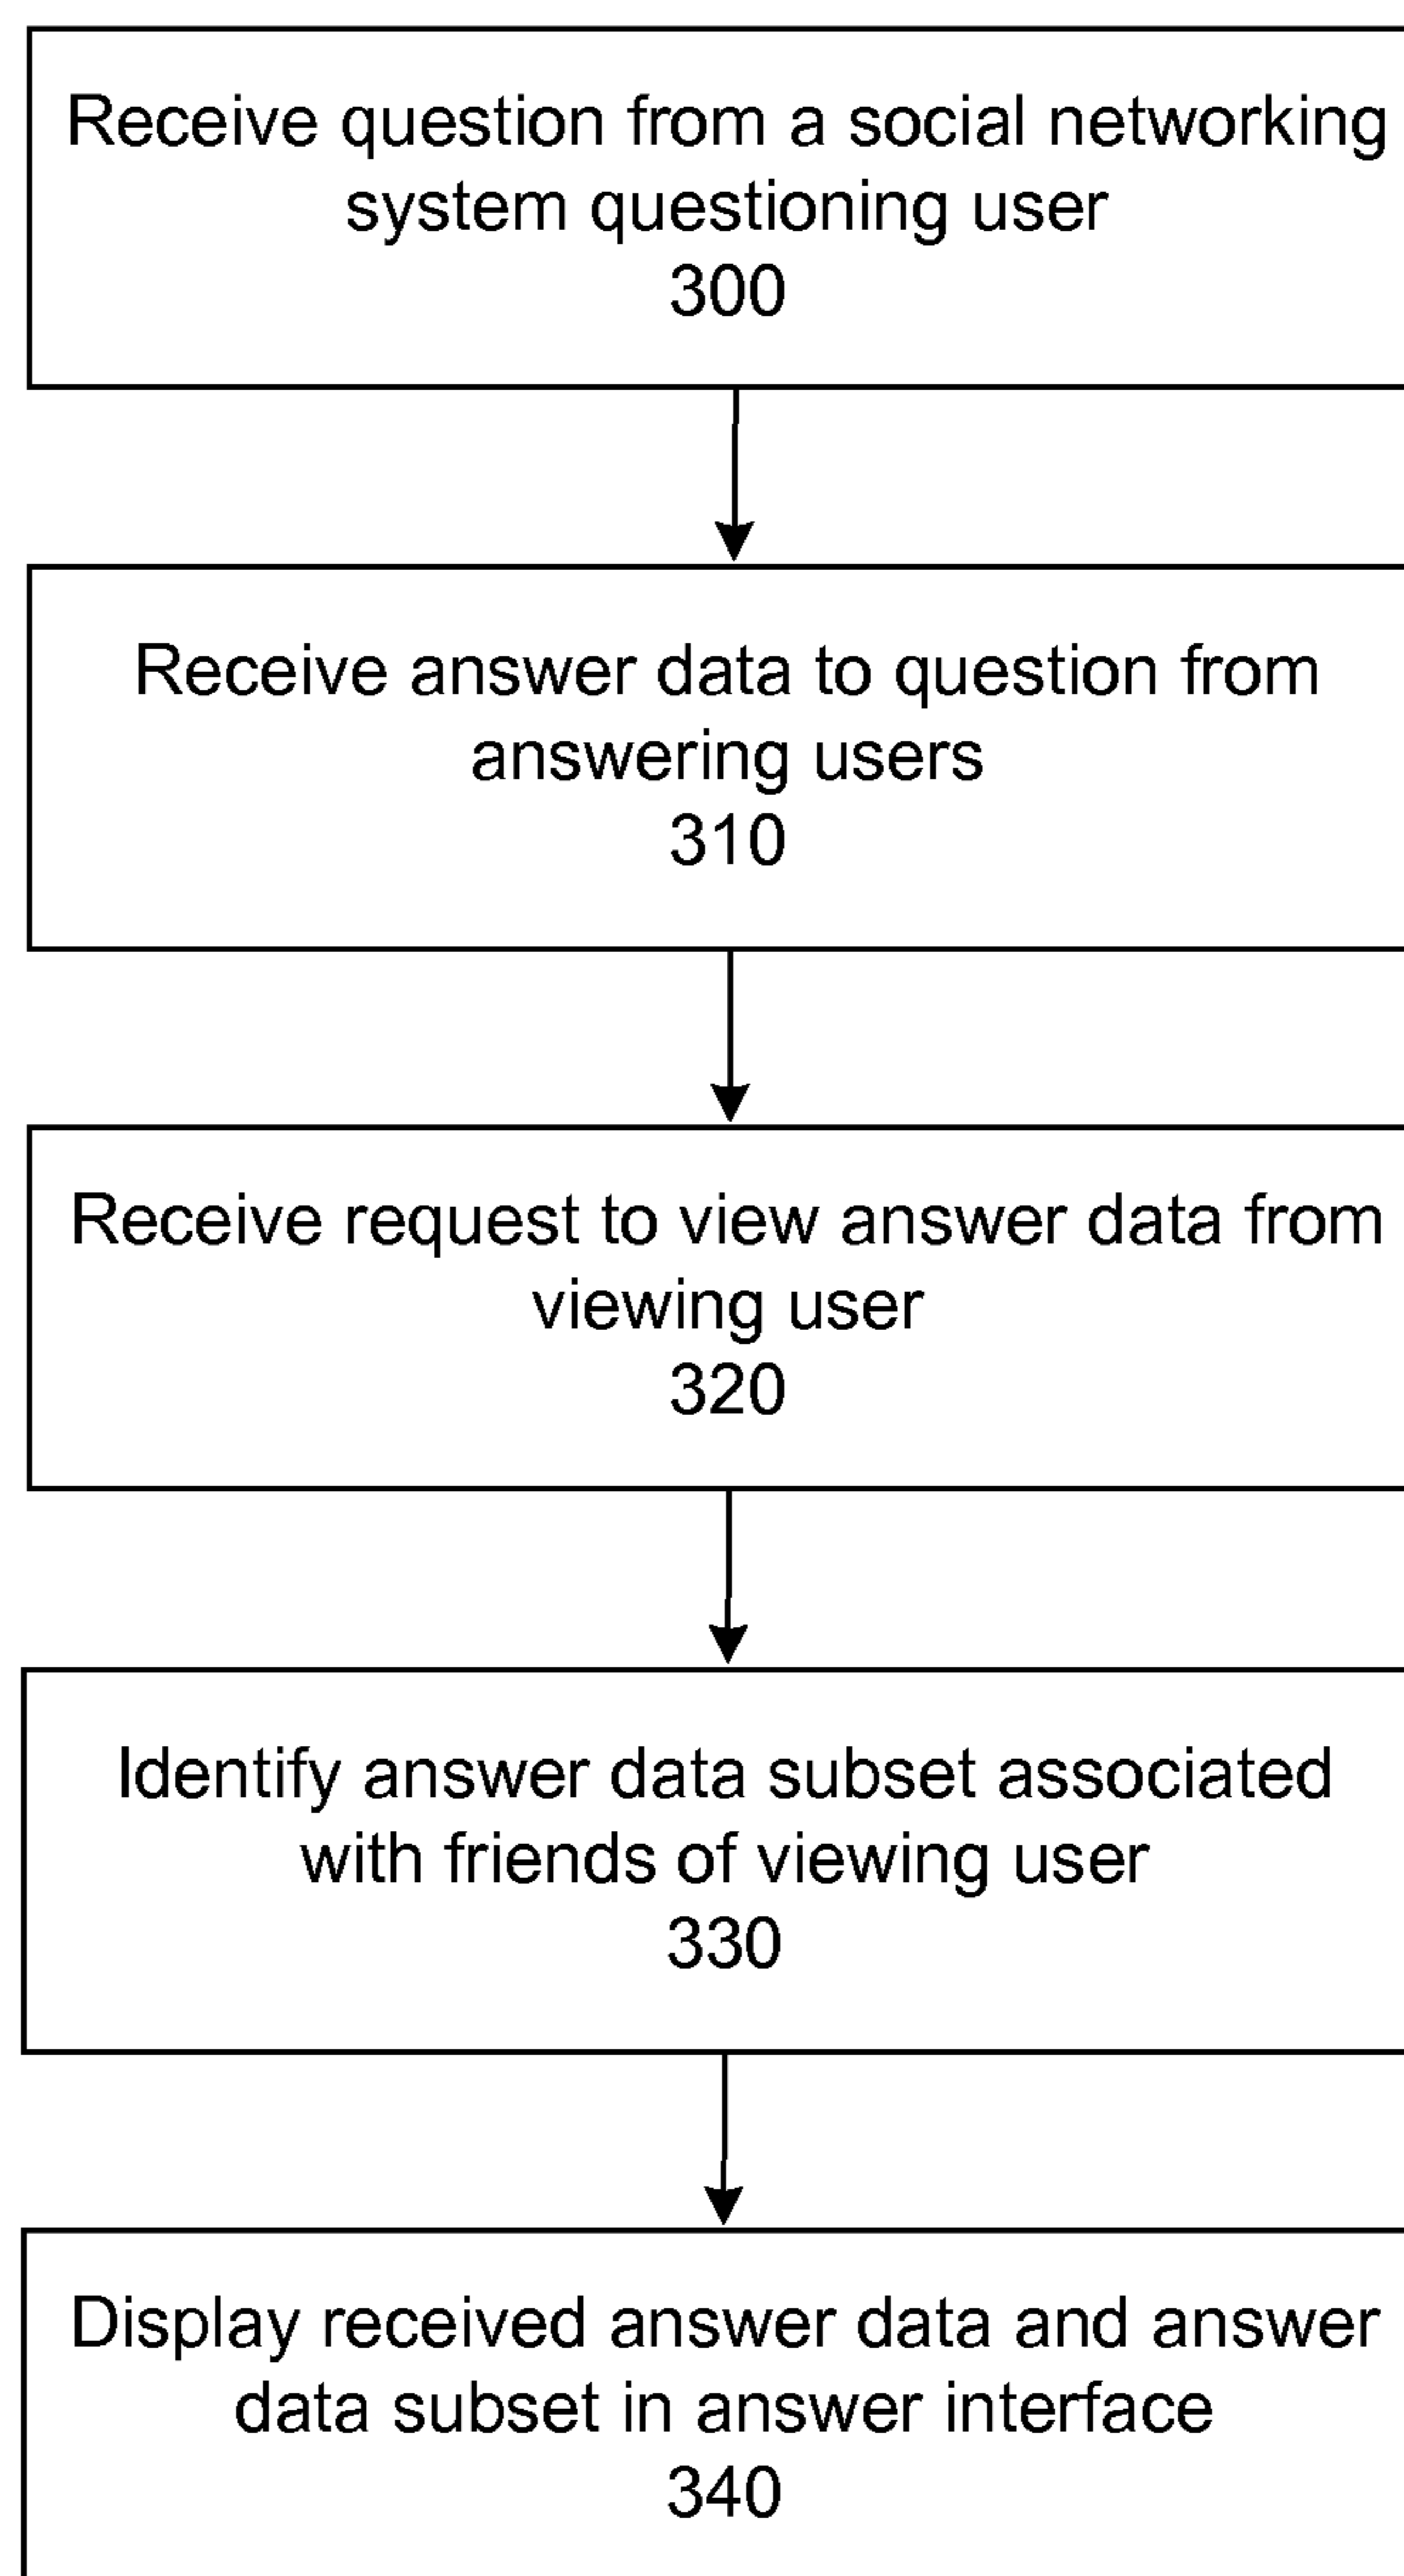 Receive question from a social networking
system questioning user
300
Receive answer data to question from
answering users
310
Receive request to view answer data from
viewing user
320
Identify answer data subset associated
with friends of viewing user
330
Display received answer data and answer
data subset in answer interface
340